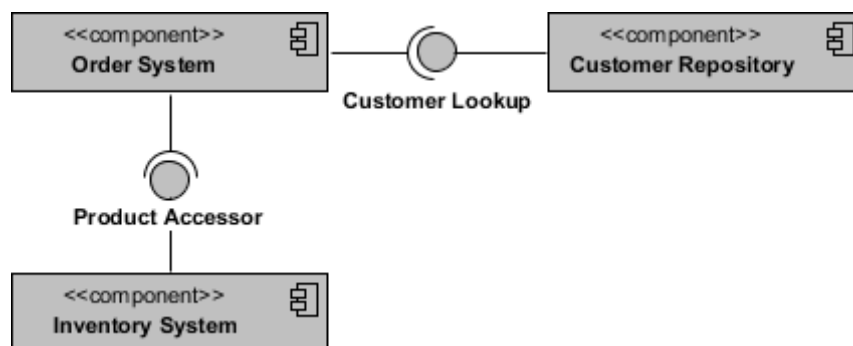 <<component>>
Order System
<<component>>
Customer Repository
Customer Lookup
Product Accessor
<<component>>
Inventory System